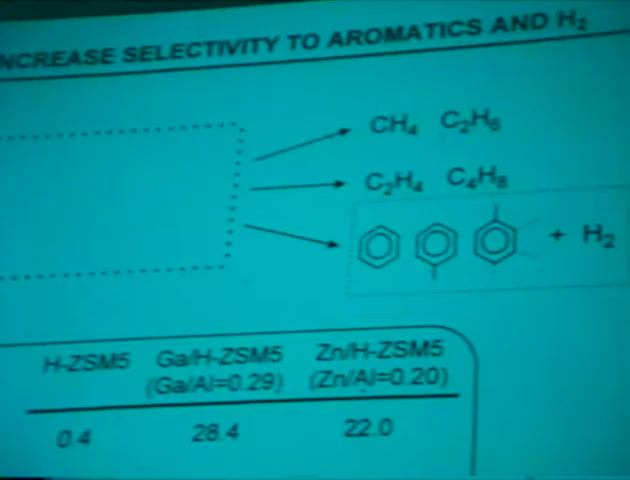 NCREASE SELECTIVITY TO AROMATICS AND H2
CH4 C2H6
C2H4 C4H8
+ H2
H-ZSM5 Ga/H-ZSM5 Zn/H-ZSM5
(Ga/Al=0.29) (Zn/Al=0.20)
0.4 28.4 22.0